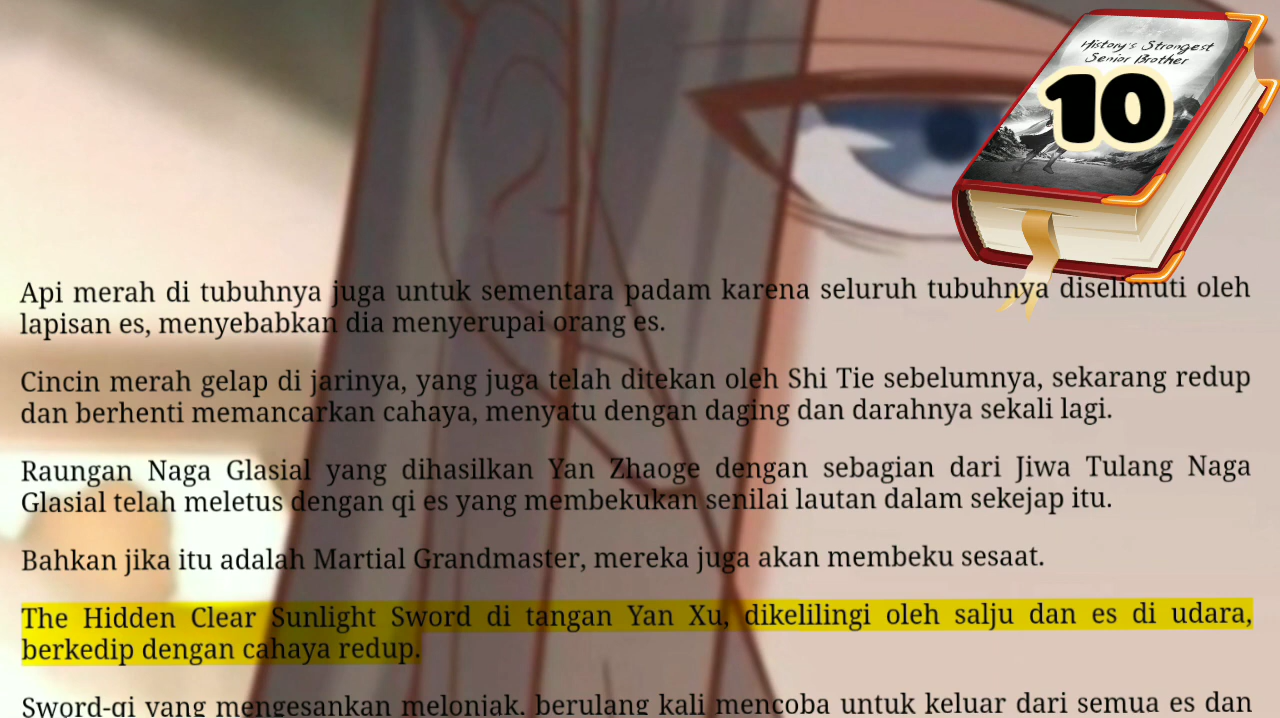 History's Strongest
Senior Brother
10
Api merah di tubuhnya juga untuk sementara padam karena seluruh tubuhnya diselimuti oleh
lapisan es, menyebabkan dia menyerupai orang es.
Cincin merah gelap di jarinya, yang juga telah ditekan oleh Shi Tie sebelumnya, sekarang redup
dan berhenti memancarkan cahaya, menyatu dengan daging dan darahnya sekali lagi.
Raungan Naga Glasial yang dihasilkan Yan Zhaoge dengan sebagian dari Jiwa Tulang Naga
Glasial telah meletus dengan qi es yang membekukan senilai lautan dalam sekejap itu.
Bahkan jika itu adalah Martial Grandmaster, mereka juga akan membeku sesaat.
The Hidden Clear Sunlight Sword di tangan Yan Xu, dikelilingi oleh salju dan es di udara,
berkedip dengan cahaya redup.
Sword-qi yang mengesankan melonjak, berulang kali mencoba untuk keluar dari semua es dan